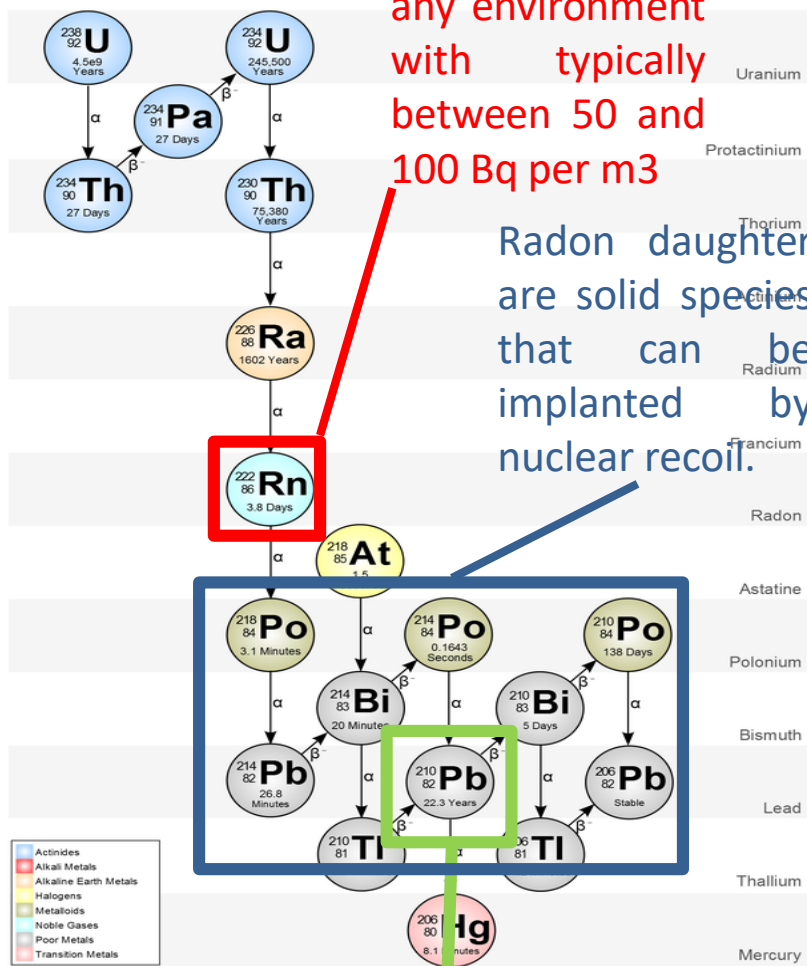 any environment
with typically
between 50 and
100 Bq per m3
Radon daughter
are solid species
that can be
implanted by
nuclear recoil.
238
92 U
4.5e9
Years
234
92 U
245,500
Years
Uranium
α
β⁻
234
91 Pa
27 Days
α
β⁻
Protactinium
234
90 Th
27 Days
230
90 Th
75,380
Years
Thorium
α
Actinium
226
88 Ra
1602 Years
Radium
α
Francium
222
86 Rn
3.8 Days
Radon
α
218
85 At
1.5
Astatine
218
84 Po
3.1 Minutes
α
214
84 Po
0.1643
Seconds
210
84 Po
138 Days
Polonium
α
214
83 Bi
20 Minutes
β⁻
α
210
83 Bi
5 Days
β⁻
α
Bismuth
214
82 Pb
26.8
Minutes
β⁻
α
210
82 Pb
22.3 Years
β⁻
α
206
82 Pb
Stable
Lead
210
81 Tl
β⁻
α
06
81 Tl
β⁻
Thallium
206
80 Hg
8.1
Mercury
Actinides
Alkali Metals
Alkaline Earth Metals
Halogens
Metalloids
Noble Gases
Poor Metals
Transition Metals